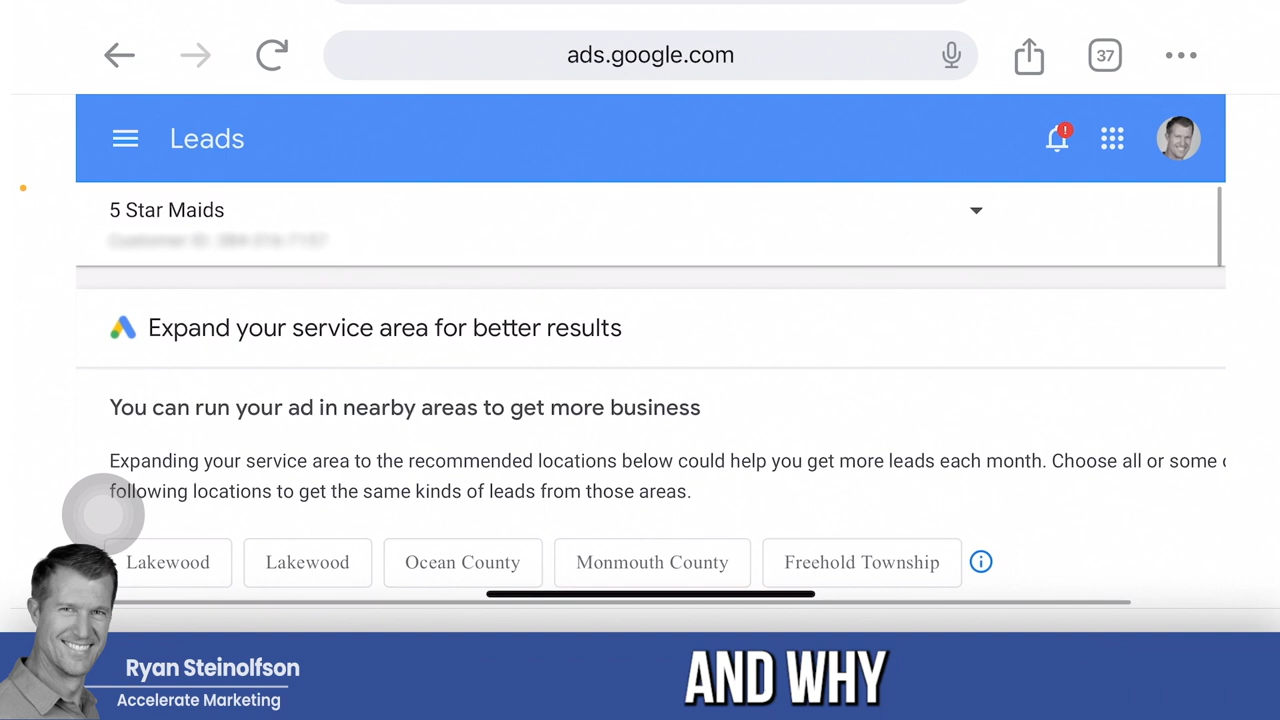 ads.google.com
37
Leads
!
5 Star Maids
Expand your service area for better results
You can run your ad in nearby areas to get more business
Expanding your service area to the recommended locations below could help you get more leads each month. Choose all or some
following locations to get the same kinds of leads from those areas.
Lakewood Lakewood Ocean County Monmouth County Freehold Township
Ryan Steinolfson
Accelerate Marketing
AND WHY